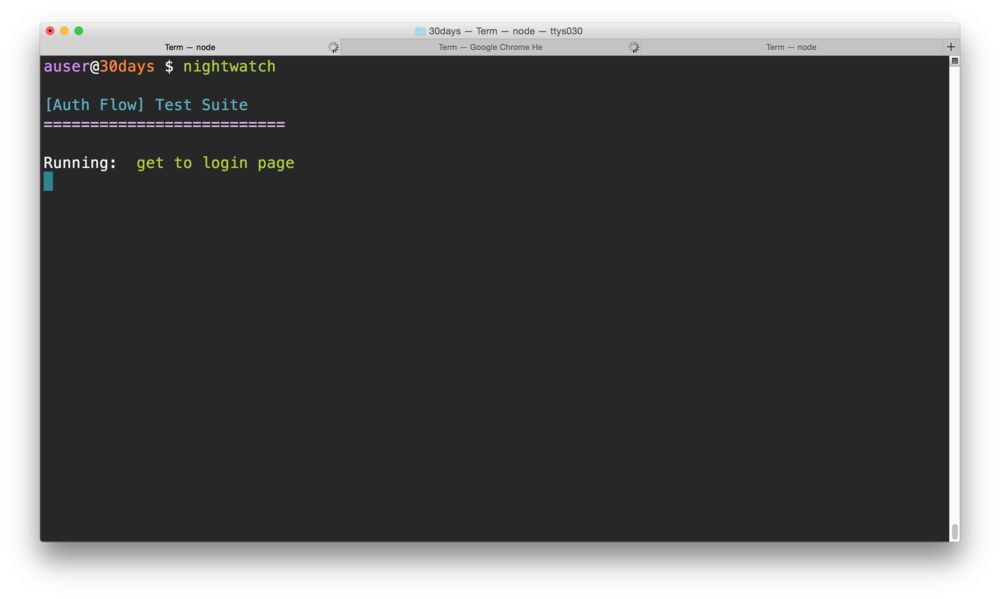 30days — Term — node — ttys030
Term — node
Term — Google Chrome He
Term — node
+
auser@30days $ nightwatch
[Auth Flow] Test Suite
==========================
Running:  get to login page